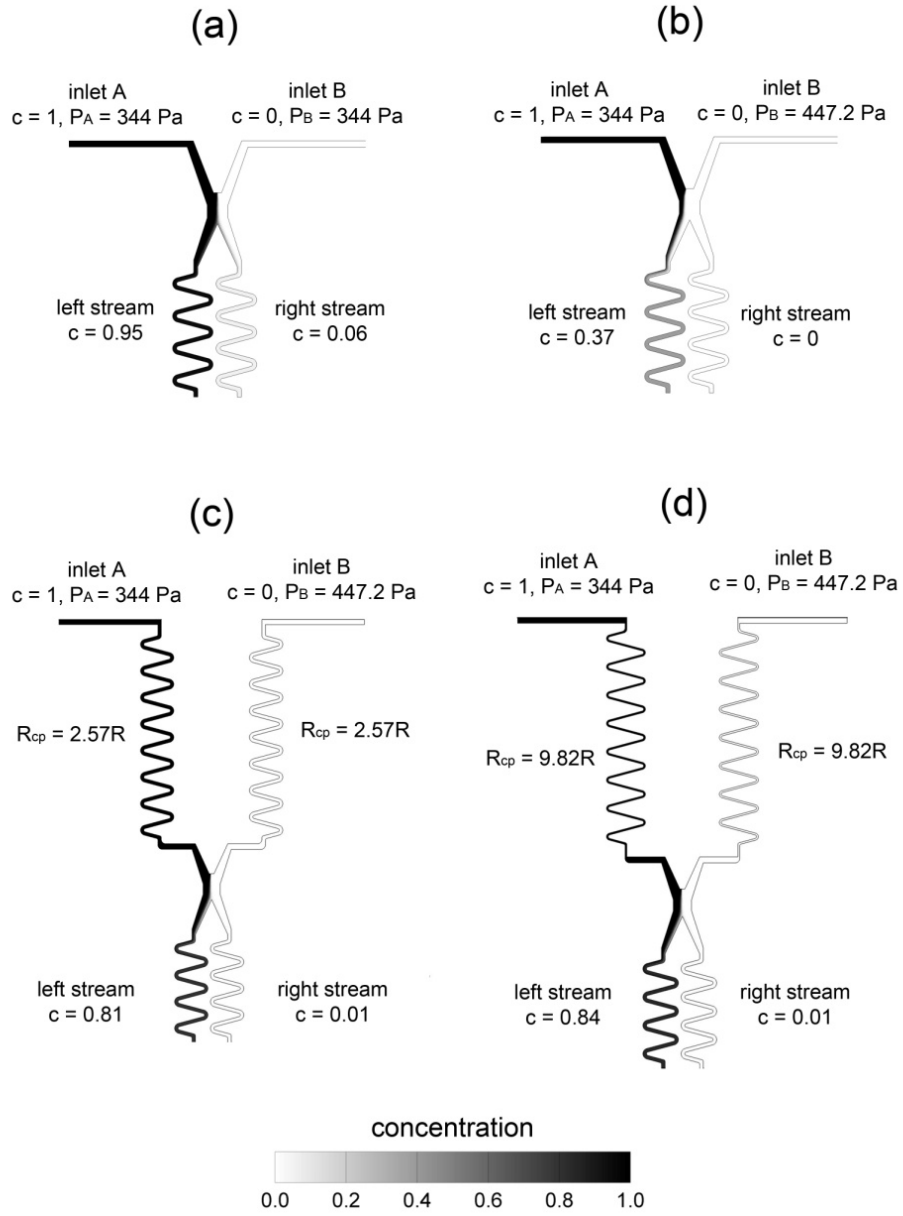 (a)
inlet A
c = 1, PA = 344 Pa
inlet B
c = 0, PB = 344 Pa
left stream
c = 0.95
right stream
c = 0.06
(b)
inlet A
c = 1, PA = 344 Pa
inlet B
c = 0, PB = 447.2 Pa
left stream
c = 0.37
right stream
c = 0
(c)
inlet A
c = 1, PA = 344 Pa
inlet B
c = 0, PB = 447.2 Pa
Rcp = 2.57R
Rcp = 2.57R
left stream
c = 0.81
right stream
c = 0.01
(d)
inlet A
c = 1, PA = 344 Pa
inlet B
c = 0, PB = 447.2 Pa
Rcp = 9.82R
Rcp = 9.82R
left stream
c = 0.84
right stream
c = 0.01
concentration
0.0 0.2 0.4 0.6 0.8 1.0